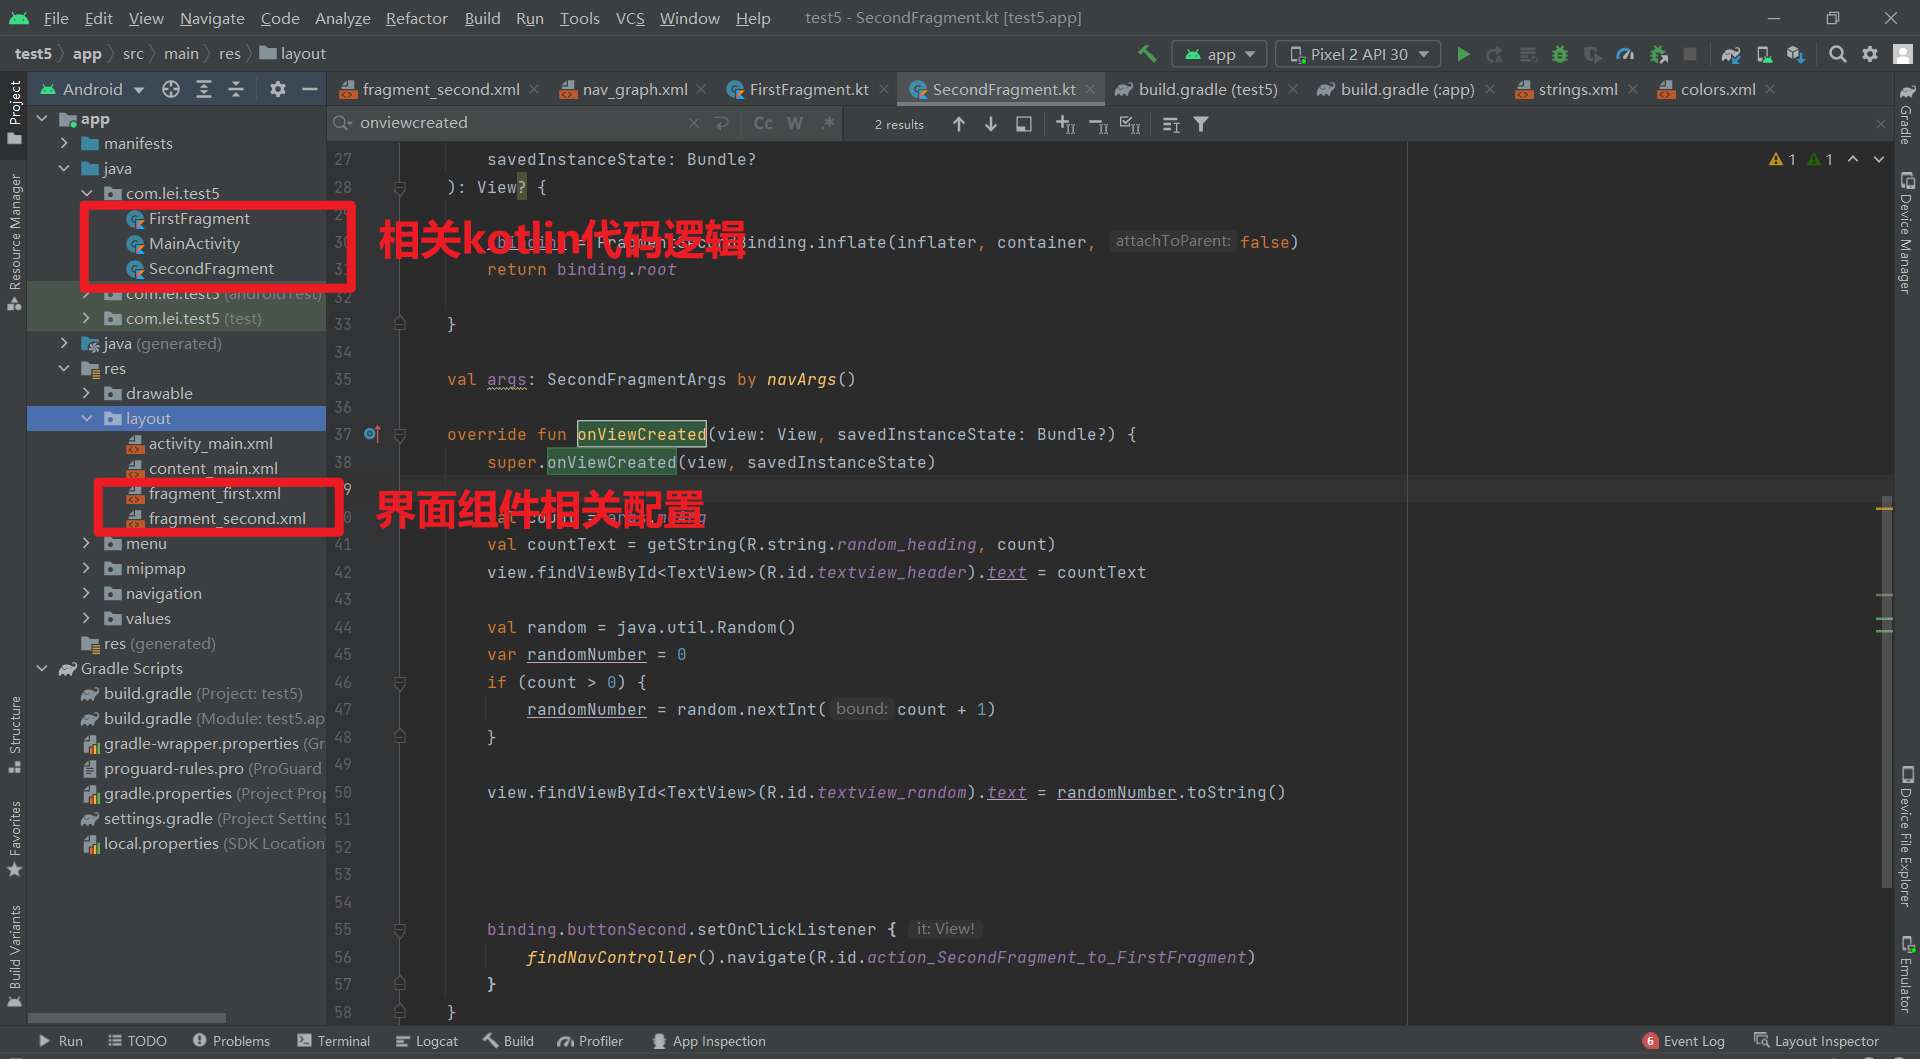 File Edit View Navigate Code Analyze Refactor Build Run Tools VCS Window Help test5 - SecondFragment.kt [test5.app]
test5 app src main res layout
app Pixel 2 API 30
Android
fragment_second.xml nav_graph.xml FirstFragment.kt SecondFragment.kt build.gradle (test5) build.gradle (:app) strings.xml colors.xml
onviewcreated Cc W .* 2 results
Project
Resource Manager
Structure
Favorites
Build Variants
app
manifests
java
com.lei.test5
FirstFragment
MainActivity
SecondFragment
com.lei.test5 (androidTest)
com.lei.test5 (test)
java (generated)
res
drawable
layout
activity_main.xml
content_main.xml
fragment_first.xml
fragment_second.xml
menu
mipmap
navigation
values
res (generated)
Gradle Scripts
build.gradle (Project: test5)
build.gradle (Module: test5.ap
gradle-wrapper.properties (Gr
proguard-rules.pro (ProGuard
gradle.properties (Project Prop
settings.gradle (Project Setting
local.properties (SDK Location
相关kotlin代码逻辑
界面组件相关配置
1 1
27 savedInstanceState: Bundle?
28 ): View? {
= FragmentSecondBinding.inflate(inflater, container, attachToParent: false)
return binding.root
32
33 }
34
35 val args: SecondFragmentArgs by navArgs()
36
37 override fun onViewCreated(view: View, savedInstanceState: Bundle?) {
38 super.onViewCreated(view, savedInstanceState)
9
0 val count = args.myArg
41 val countText = getString(R.string.random_heading, count)
42 view.findViewById<TextView>(R.id.textview_header).text = countText
43
44 val random = java.util.Random()
45 var randomNumber = 0
46 if (count > 0) {
47 randomNumber = random.nextInt( bound: count + 1)
48 }
49
50 view.findViewById<TextView>(R.id.textview_random).text = randomNumber.toString()
51
52
53
54
55 binding.buttonSecond.setOnClickListener { it: View!
56 findNavController().navigate(R.id.action_SecondFragment_to_FirstFragment)
57 }
58 }
Gradle
Device Manager
Device File Explorer
Emulator
Run TODO Problems Terminal Logcat Build Profiler App Inspection 6 Event Log Layout Inspector